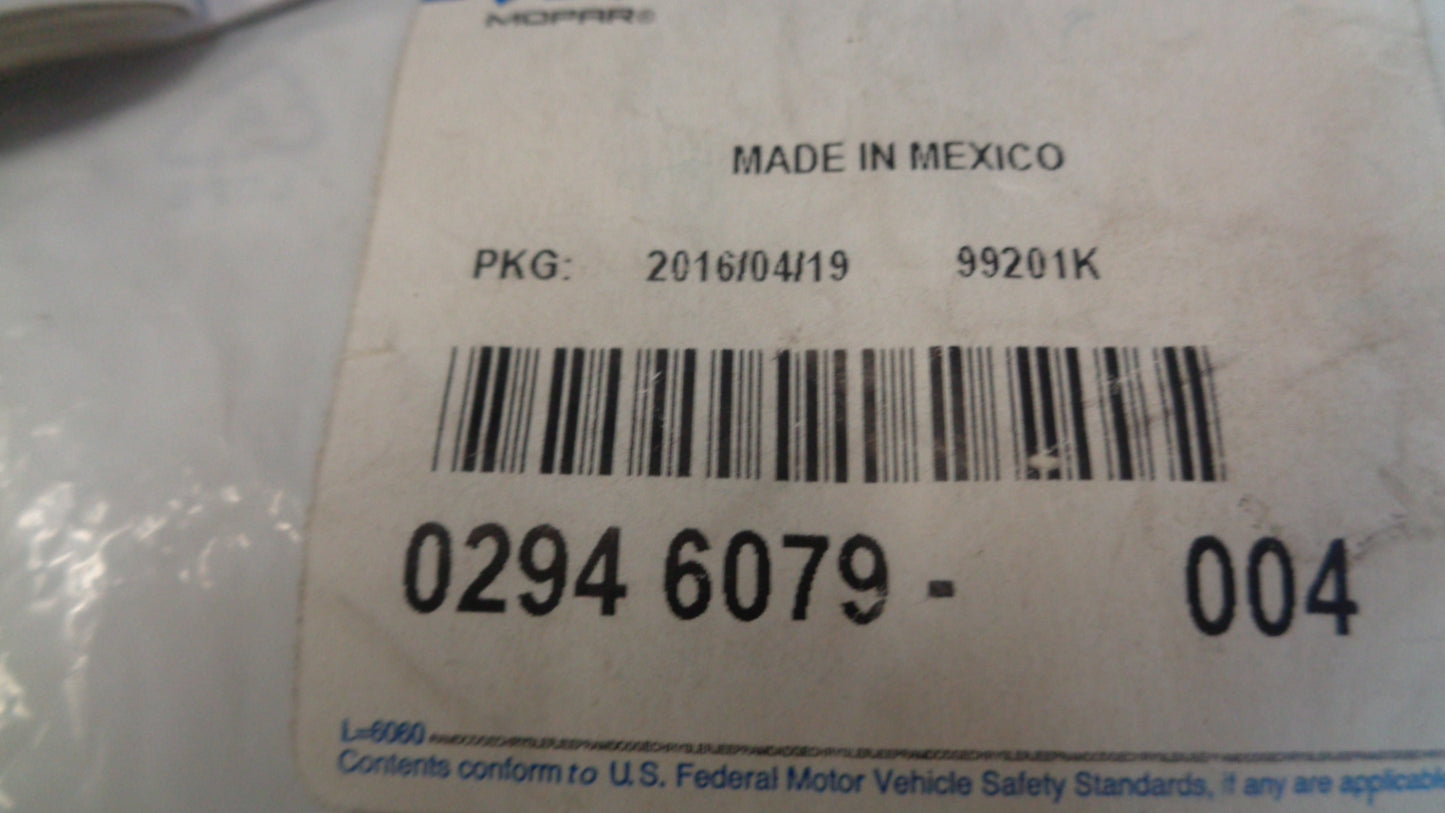 MOPAR®
MADE IN MEXICO
PKG: 2016/04/19 99201K
0294 6079 - 004
L=6060
Contents conform to U.S. Federal Motor Vehicle Safety Standards, if any are applicable